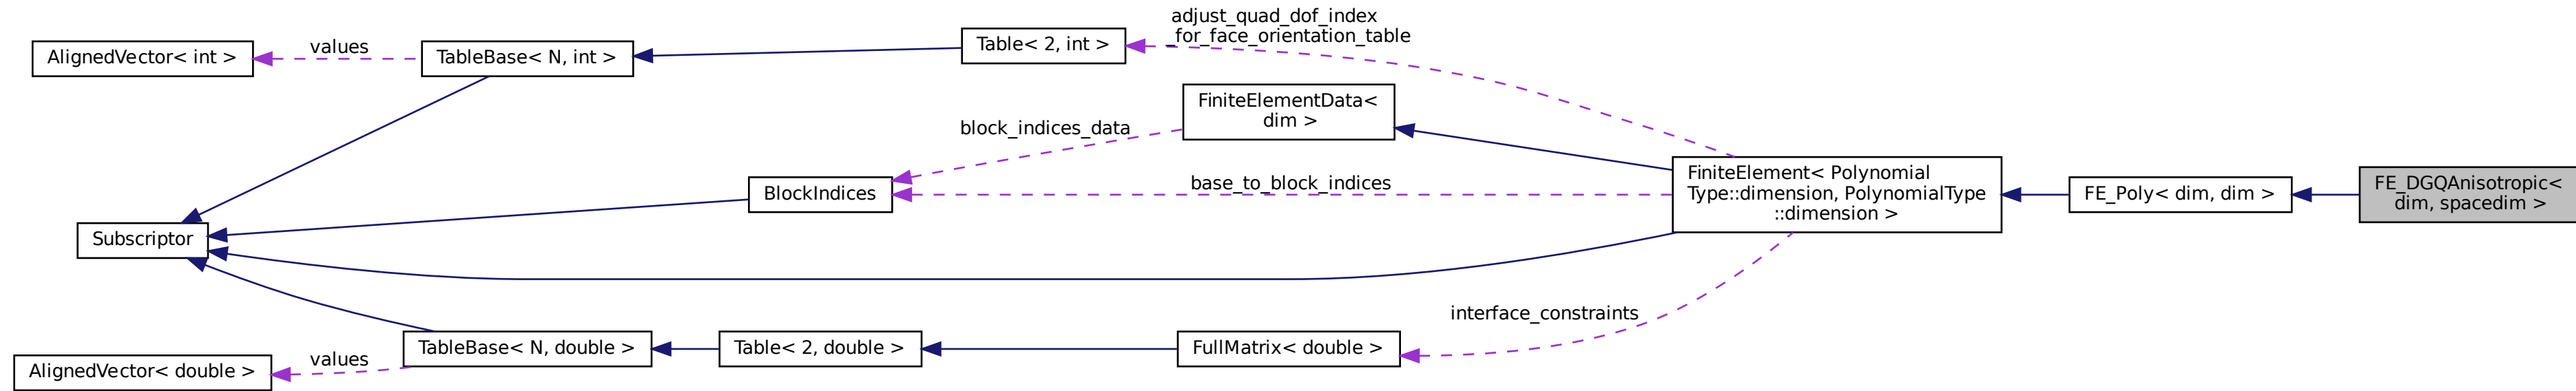 adjust_quad_dof_index
_for_face_orientation_table
AlignedVector< int >
values
TableBase< N, int >
Table< 2, int >
FiniteElementData<
dim >
block_indices_data
BlockIndices
base_to_block_indices
FiniteElement< Polynomial
Type::dimension, PolynomialType
::dimension >
FE_Poly< dim, dim >
FE_DGQAnisotropic<
dim, spacedim >
Subscriptor
interface_constraints
TableBase< N, double >
Table< 2, double >
FullMatrix< double >
values
AlignedVector< double >